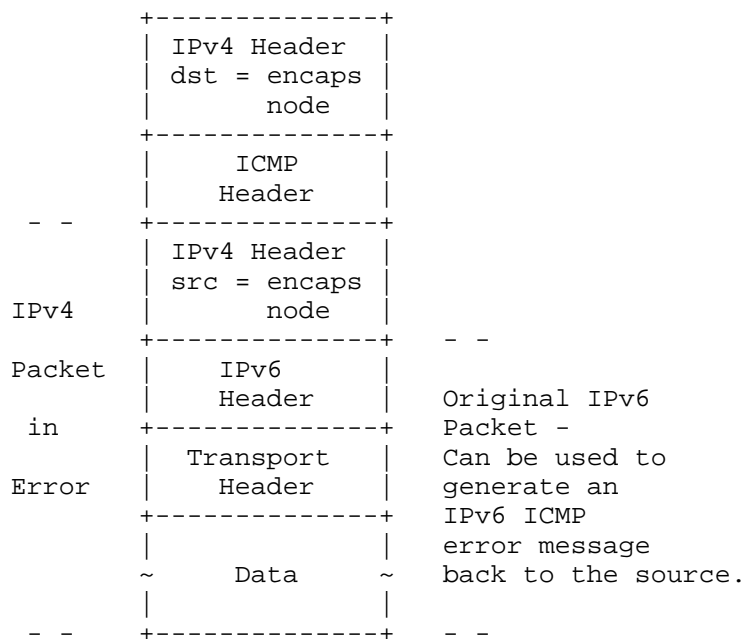 +--------------+
| IPv4 Header |
| dst = encaps |
| node |
+--------------+
| ICMP |
| Header |
- - +--------------+
| IPv4 Header |
| src = encaps |
IPv4 | node |
+--------------+ - -
Packet | IPv6 |
| Header | Original IPv6
in +--------------+ Packet -
| Transport | Can be used to
Error | Header | generate an
+--------------+ IPv6 ICMP
| | error message
~ Data ~ back to the source.
| |
- - +--------------+ - -